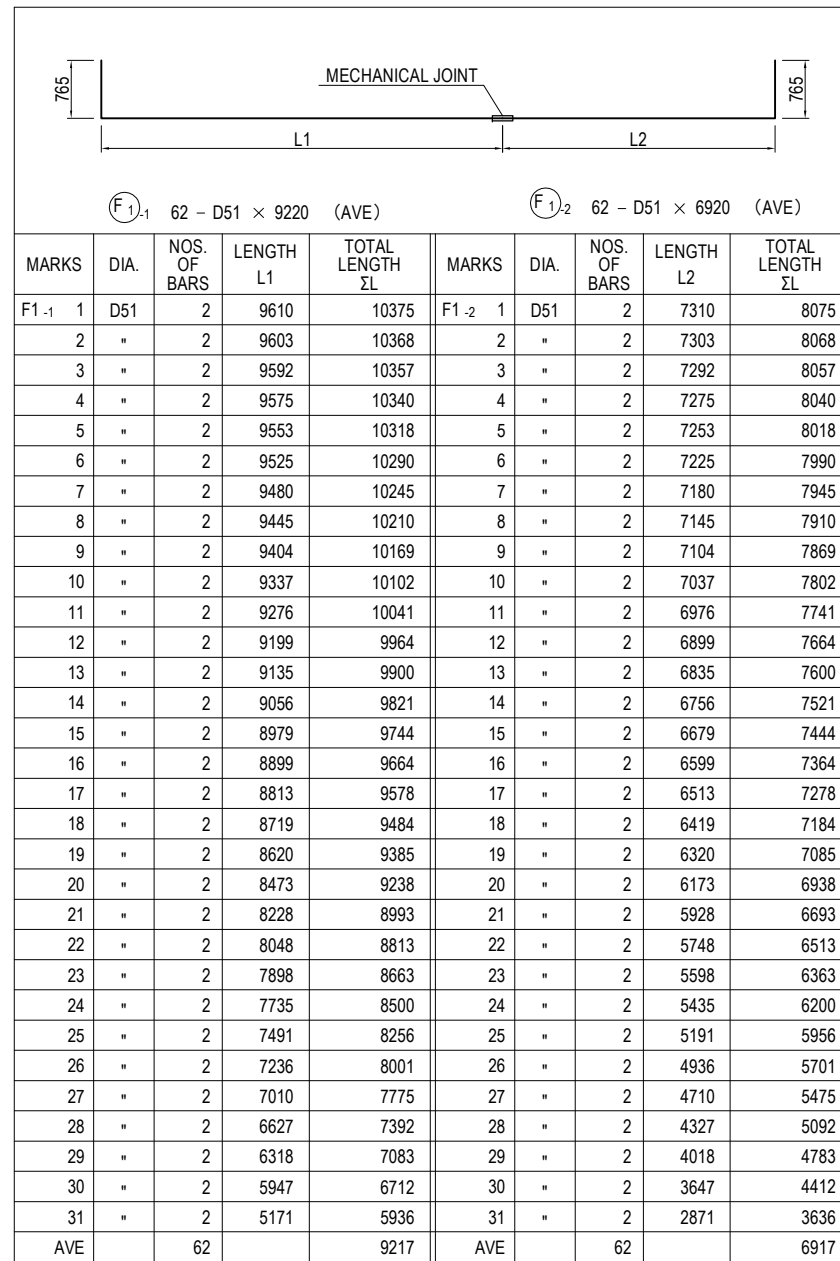 765
MECHANICAL JOINT
765
L1
L2
F 1 -1 62 – D51 × 9220 (AVE)
F 1 -2 62 – D51 × 6920 (AVE)
MARKS DIA. NOS. OF BARS LENGTH L1 TOTAL LENGTH ΣL MARKS DIA. NOS. OF BARS LENGTH L2 TOTAL LENGTH ΣL
F1 -1 1 D51 2 9610 10375 F1 -2 1 D51 2 7310 8075
2 " 2 9603 10368 2 " 2 7303 8068
3 " 2 9592 10357 3 " 2 7292 8057
4 " 2 9575 10340 4 " 2 7275 8040
5 " 2 9553 10318 5 " 2 7253 8018
6 " 2 9525 10290 6 " 2 7225 7990
7 " 2 9480 10245 7 " 2 7180 7945
8 " 2 9445 10210 8 " 2 7145 7910
9 " 2 9404 10169 9 " 2 7104 7869
10 " 2 9337 10102 10 " 2 7037 7802
11 " 2 9276 10041 11 " 2 6976 7741
12 " 2 9199 9964 12 " 2 6899 7664
13 " 2 9135 9900 13 " 2 6835 7600
14 " 2 9056 9821 14 " 2 6756 7521
15 " 2 8979 9744 15 " 2 6679 7444
16 " 2 8899 9664 16 " 2 6599 7364
17 " 2 8813 9578 17 " 2 6513 7278
18 " 2 8719 9484 18 " 2 6419 7184
19 " 2 8620 9385 19 " 2 6320 7085
20 " 2 8473 9238 20 " 2 6173 6938
21 " 2 8228 8993 21 " 2 5928 6693
22 " 2 8048 8813 22 " 2 5748 6513
23 " 2 7898 8663 23 " 2 5598 6363
24 " 2 7735 8500 24 " 2 5435 6200
25 " 2 7491 8256 25 " 2 5191 5956
26 " 2 7236 8001 26 " 2 4936 5701
27 " 2 7010 7775 27 " 2 4710 5475
28 " 2 6627 7392 28 " 2 4327 5092
29 " 2 6318 7083 29 " 2 4018 4783
30 " 2 5947 6712 30 " 2 3647 4412
31 " 2 5171 5936 31 " 2 2871 3636
AVE 62 9217 AVE 62 6917